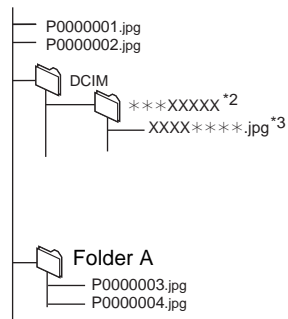 P0000001.jpg
P0000002.jpg
DCIM
∗∗∗XXXXX *2
XXXX∗∗∗∗.jpg*3
Folder A
P0000003.jpg
P0000004.jpg